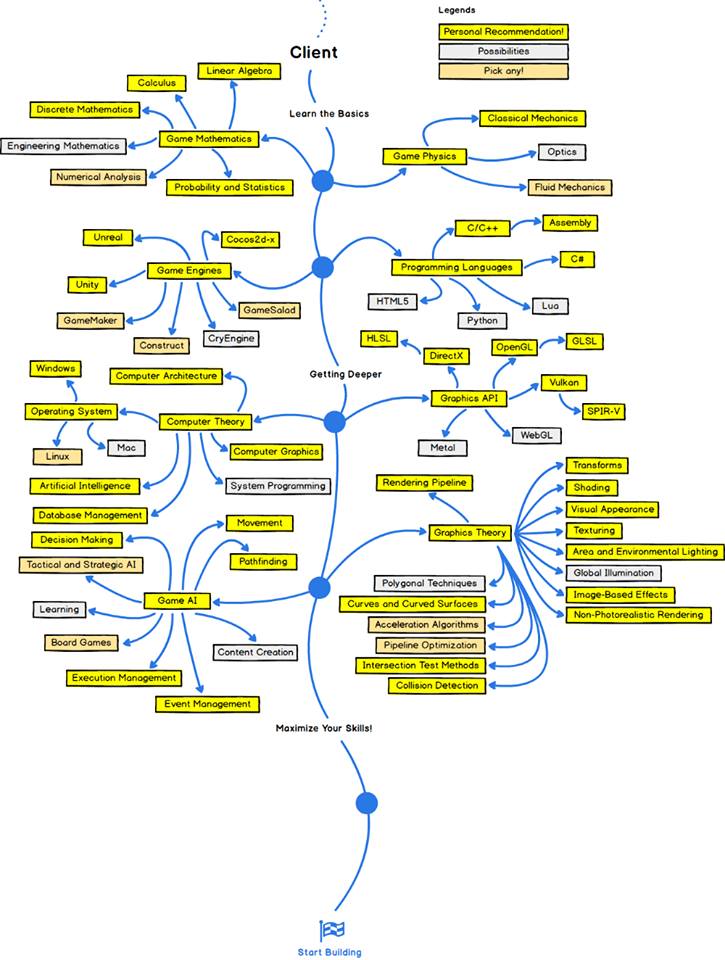 Legends
Personal Recommendation!
Possibilities
Pick any!
Client
Learn the Basics
Linear Algebra
Calculus
Discrete Mathematics
Game Mathematics
Engineering Mathematics
Numerical Analysis
Probability and Statistics
Classical Mechanics
Game Physics
Optics
Fluid Mechanics
Unreal
Cocos2d-x
Game Engines
Unity
GameMaker
GameSalad
Construct
CryEngine
C/C++
Assembly
Programming Languages
C#
HTML5
Python
Lua
Getting Deeper
Windows
Computer Architecture
Operating System
Computer Theory
Linux
Mac
Computer Graphics
Artificial Intelligence
System Programming
Database Management
HLSL
DirectX
OpenGL
GLSL
Graphics API
Vulkan
SPIR-V
Metal
WebGL
Movement
Decision Making
Pathfinding
Tactical and Strategic AI
Game AI
Learning
Board Games
Content Creation
Execution Management
Event Management
Rendering Pipeline
Graphics Theory
Transforms
Shading
Visual Appearance
Texturing
Area and Environmental Lighting
Global Illumination
Image-Based Effects
Non-Photorealistic Rendering
Polygonal Techniques
Curves and Curved Surfaces
Acceleration Algorithms
Pipeline Optimization
Intersection Test Methods
Collision Detection
Maximize Your Skills!
Start Building